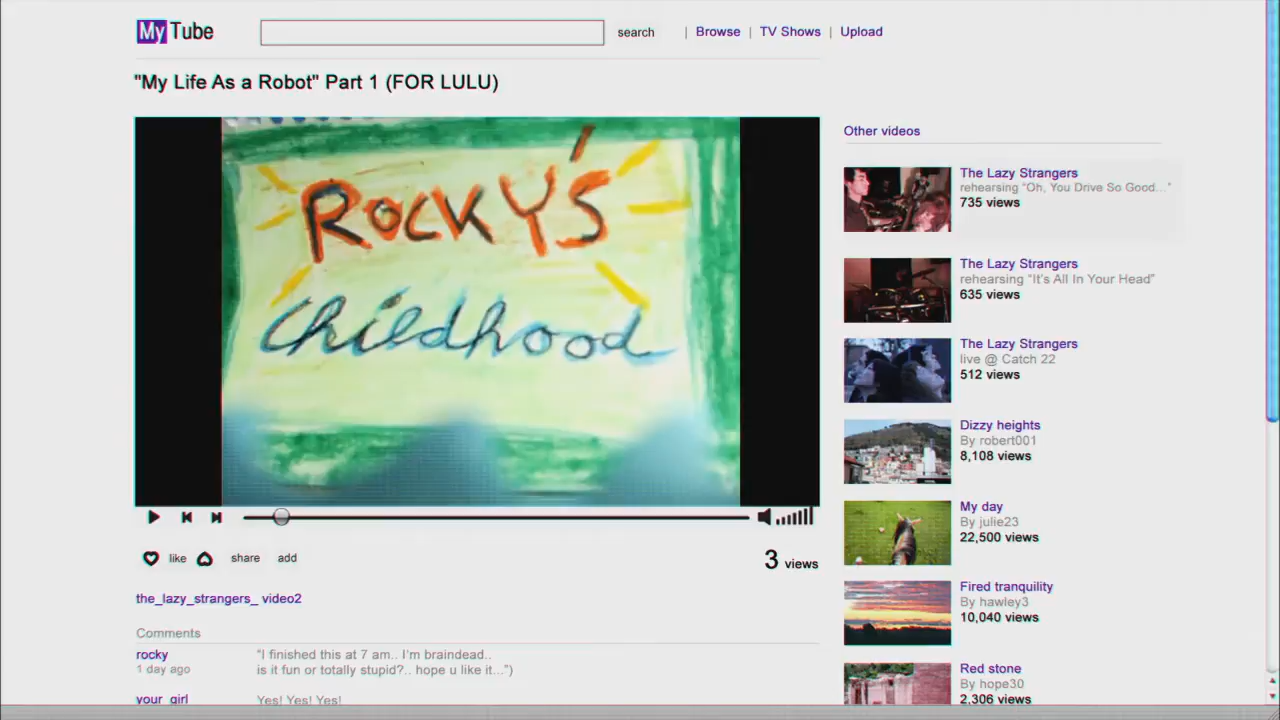 MyTube
search | Browse | TV Shows | Upload
"My Life As a Robot" Part 1 (FOR LULU)
ROCKY'S
childhood
3 views
like
share
add
the_lazy_strangers_ video2
Comments
rocky
1 day ago
"I finished this at 7 am.. I'm braindead..
is it fun or totally stupid?.. hope u like it...")
your_girl
Yes! Yes! Yes!
Other videos
The Lazy Strangers
rehearsing "Oh, You Drive So Good..."
735 views
The Lazy Strangers
rehearsing "It's All In Your Head"
635 views
The Lazy Strangers
live @ Catch 22
512 views
Dizzy heights
By robert001
8,108 views
My day
By julie23
22,500 views
Fired tranquility
By hawley3
10,040 views
Red stone
By hope30
2,306 views